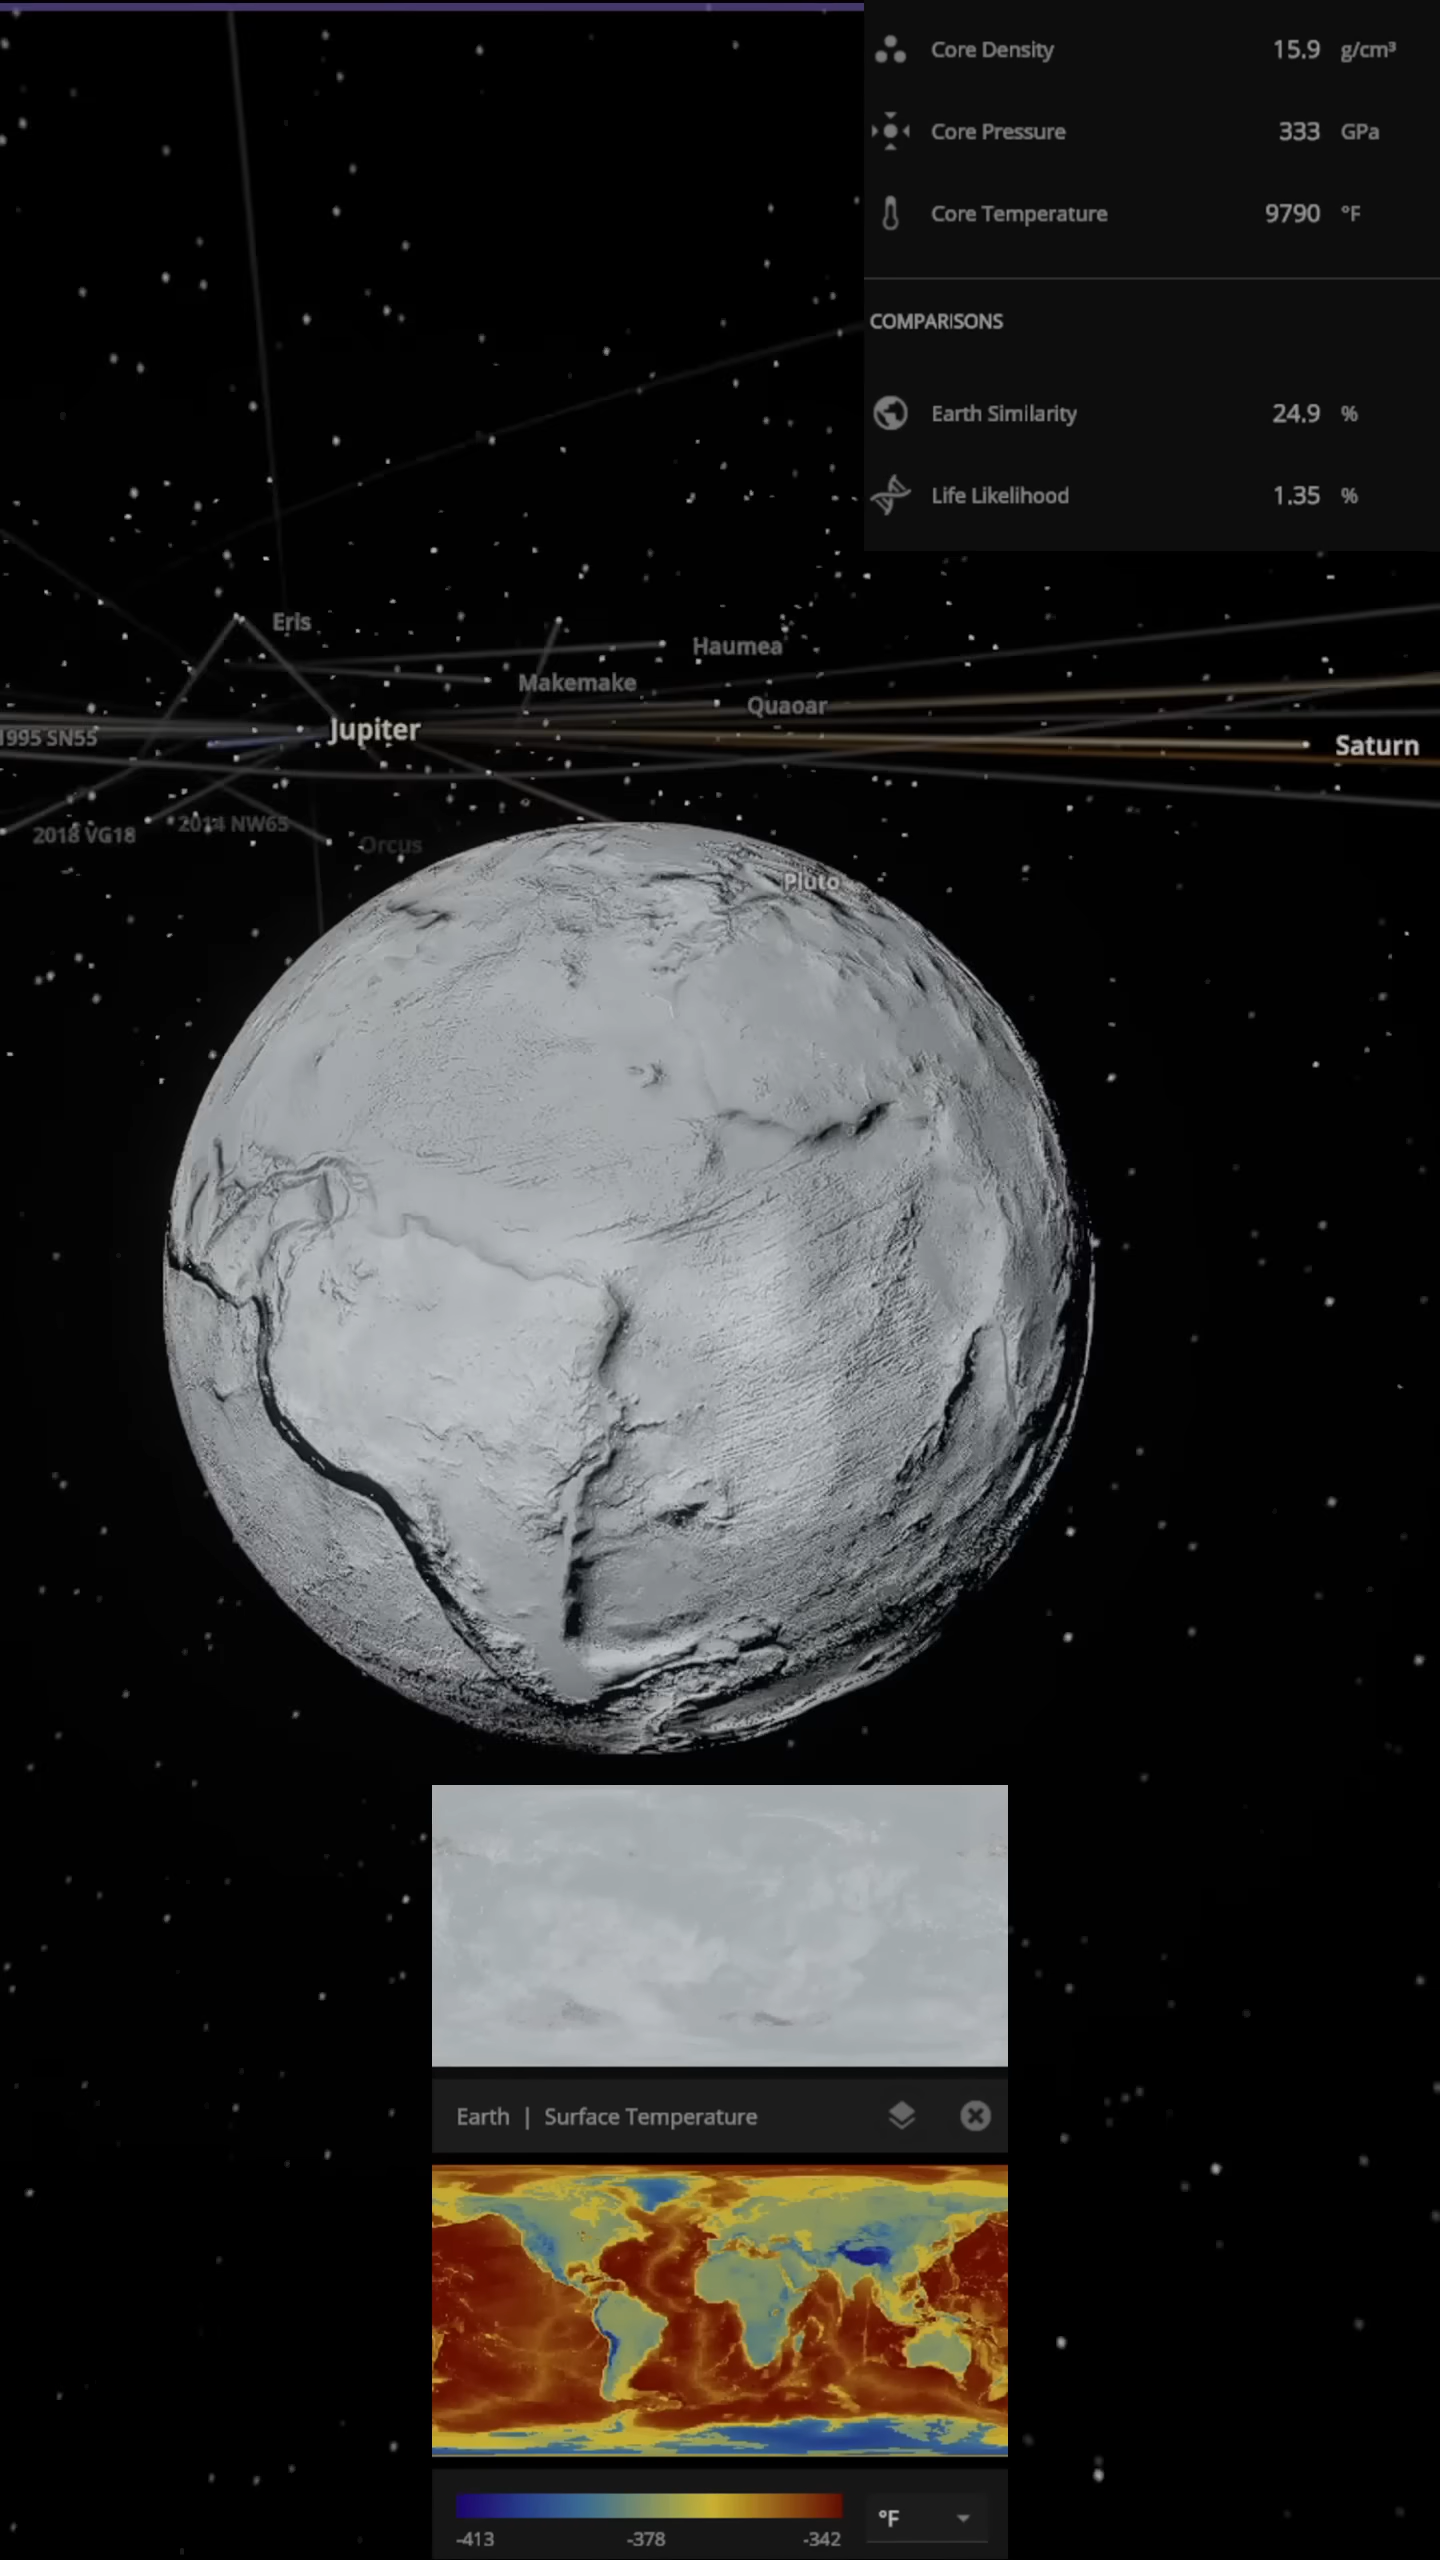 Core Density 15.9 g/cm³
Core Pressure 333 GPa
Core Temperature 9790 °F
COMPARISONS
Earth Similarity 24.9 %
Life Likelihood 1.35 %
Eris
Haumea
Makemake
Quaoar
1995 SN55
Jupiter
Saturn
2018 VG18
2014 NW65
Orcus
Pluto
Earth | Surface Temperature
°F
-413 -378 -342